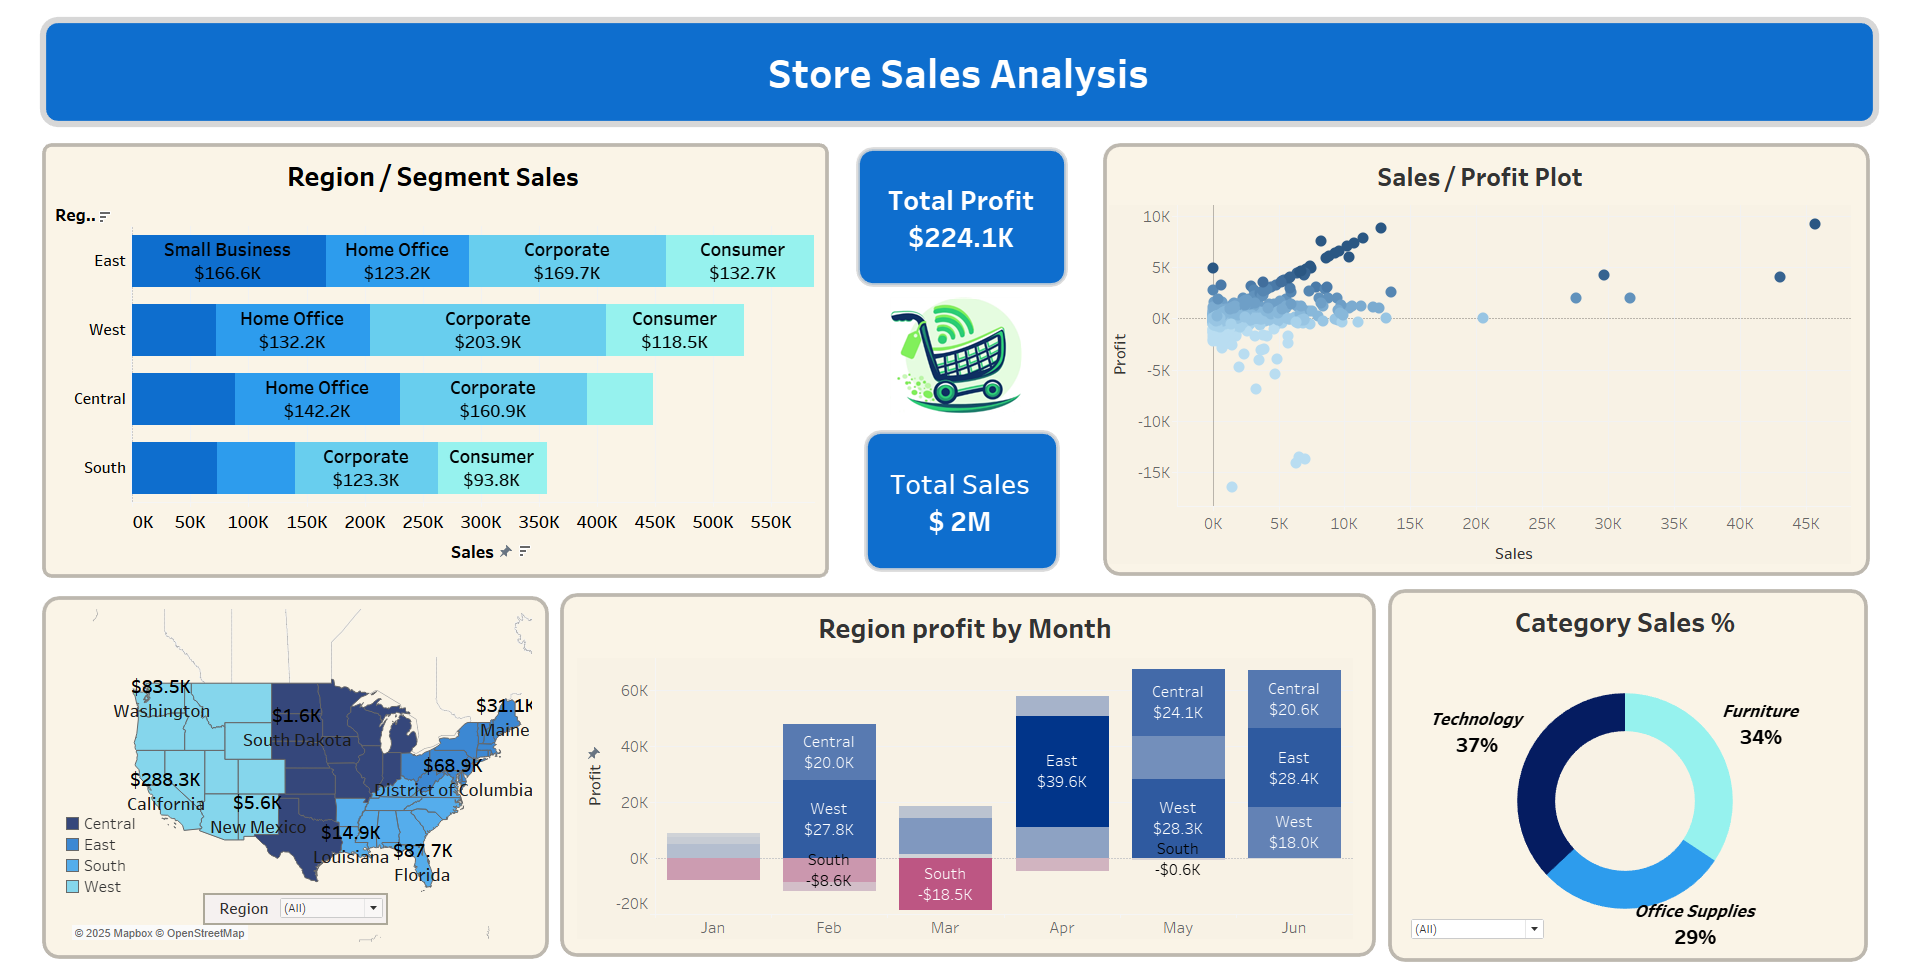 Store Sales Analysis
Region / Segment Sales
Reg..
East
Small Business
$166.6K
Home Office
$123.2K
Corporate
$169.7K
Consumer
$132.7K
West
Home Office
$132.2K
Corporate
$203.9K
Consumer
$118.5K
Central
Home Office
$142.2K
Corporate
$160.9K
South
Corporate
$123.3K
Consumer
$93.8K
0K 50K 100K 150K 200K 250K 300K 350K 400K 450K 500K 550K
Sales
Total Profit
$224.1K
Total Sales
$ 2M
Sales / Profit Plot
Profit
10K
5K
0K
-5K
-10K
-15K
0K 5K 10K 15K 20K 25K 30K 35K 40K 45K
Sales
$83.5K
Washington
$1.6K
South Dakota
$31.1K
Maine
$288.3K
California
$68.9K
District of Columbia
$5.6K
New Mexico
$14.9K
Louisiana
$87.7K
Florida
Central
East
South
West
Region (All)
© 2025 Mapbox © OpenStreetMap
Region profit by Month
Profit
60K
40K
20K
0K
-20K
Central
$20.0K
West
$27.8K
South
-$8.6K
South
-$18.5K
East
$39.6K
Central
$24.1K
West
$28.3K
South
-$0.6K
Central
$20.6K
East
$28.4K
West
$18.0K
Jan Feb Mar Apr May Jun
Category Sales %
Technology
37%
Furniture
34%
Office Supplies
29%
(All)